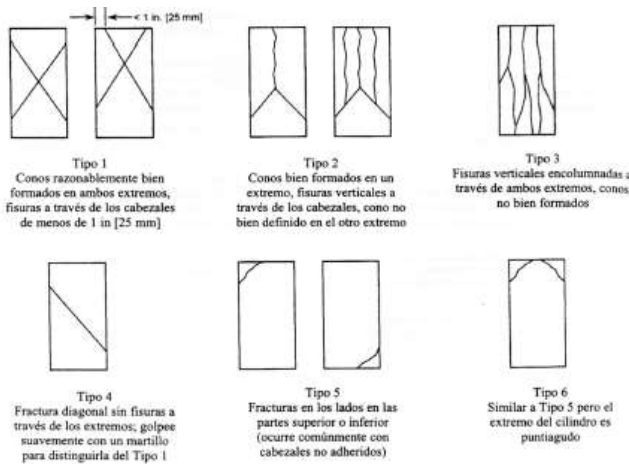 < 1 in. [25 mm]
Tipo 1
Conos razonablemente bien
formados en ambos extremos,
fisuras a través de los cabezales
de menos de 1 in [25 mm]
Tipo 2
Conos bien formados en un
extremo, fisuras verticales a
través de los cabezales, cono no
bien definido en el otro extremo
Tipo 3
Fisuras verticales encolumnadas a
través de ambos extremos, conos
no bien formados
Tipo 4
Fractura diagonal sin fisuras a
través de los extremos; golpee
suavemente con un martillo
para distinguirla del Tipo 1
Tipo 5
Fracturas en los lados en las
partes superior o inferior
(ocurre comúnmente con
cabezales no adheridos)
Tipo 6
Similar a Tipo 5 pero el
extremo del cilindro es
puntiagudo